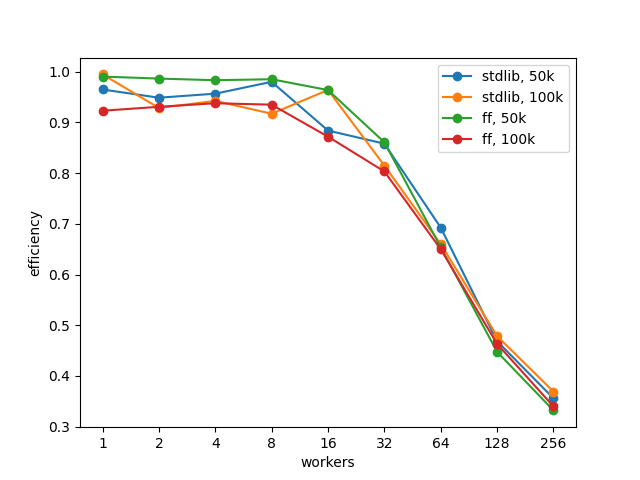 1.0
0.9
0.8
0.7
0.6
0.5
0.4
0.3
efficiency
stdlib, 50k
stdlib, 100k
ff, 50k
ff, 100k
1 2 4 8 16 32 64 128 256
workers